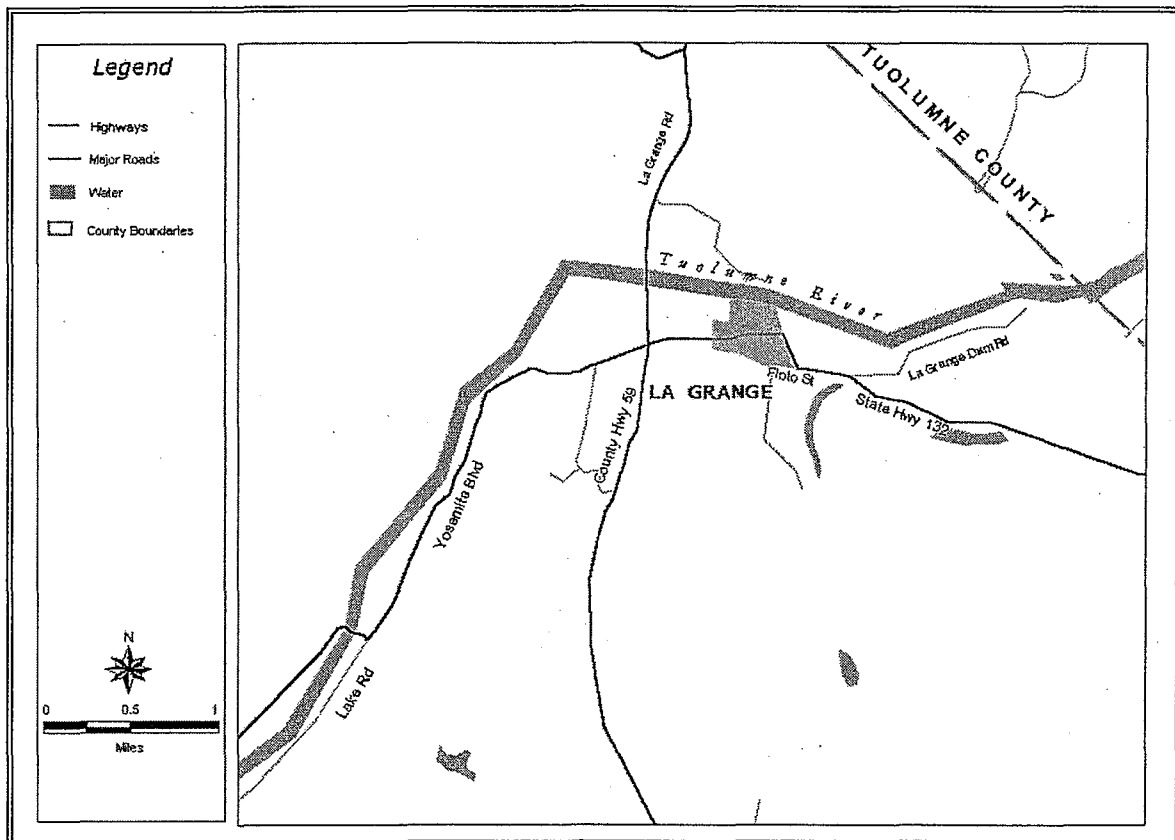 Legend
Highways
Major Roads
Water
County Boundaries
N
0 0.5 1
Miles
TUOLUMNE COUNTY
La Grange Rd
Tuolumne River
La Grange Dam Rd
Floto St
LA GRANGE
State Hwy 132
County Hwy 59
Yosemite Blvd
Lake Rd